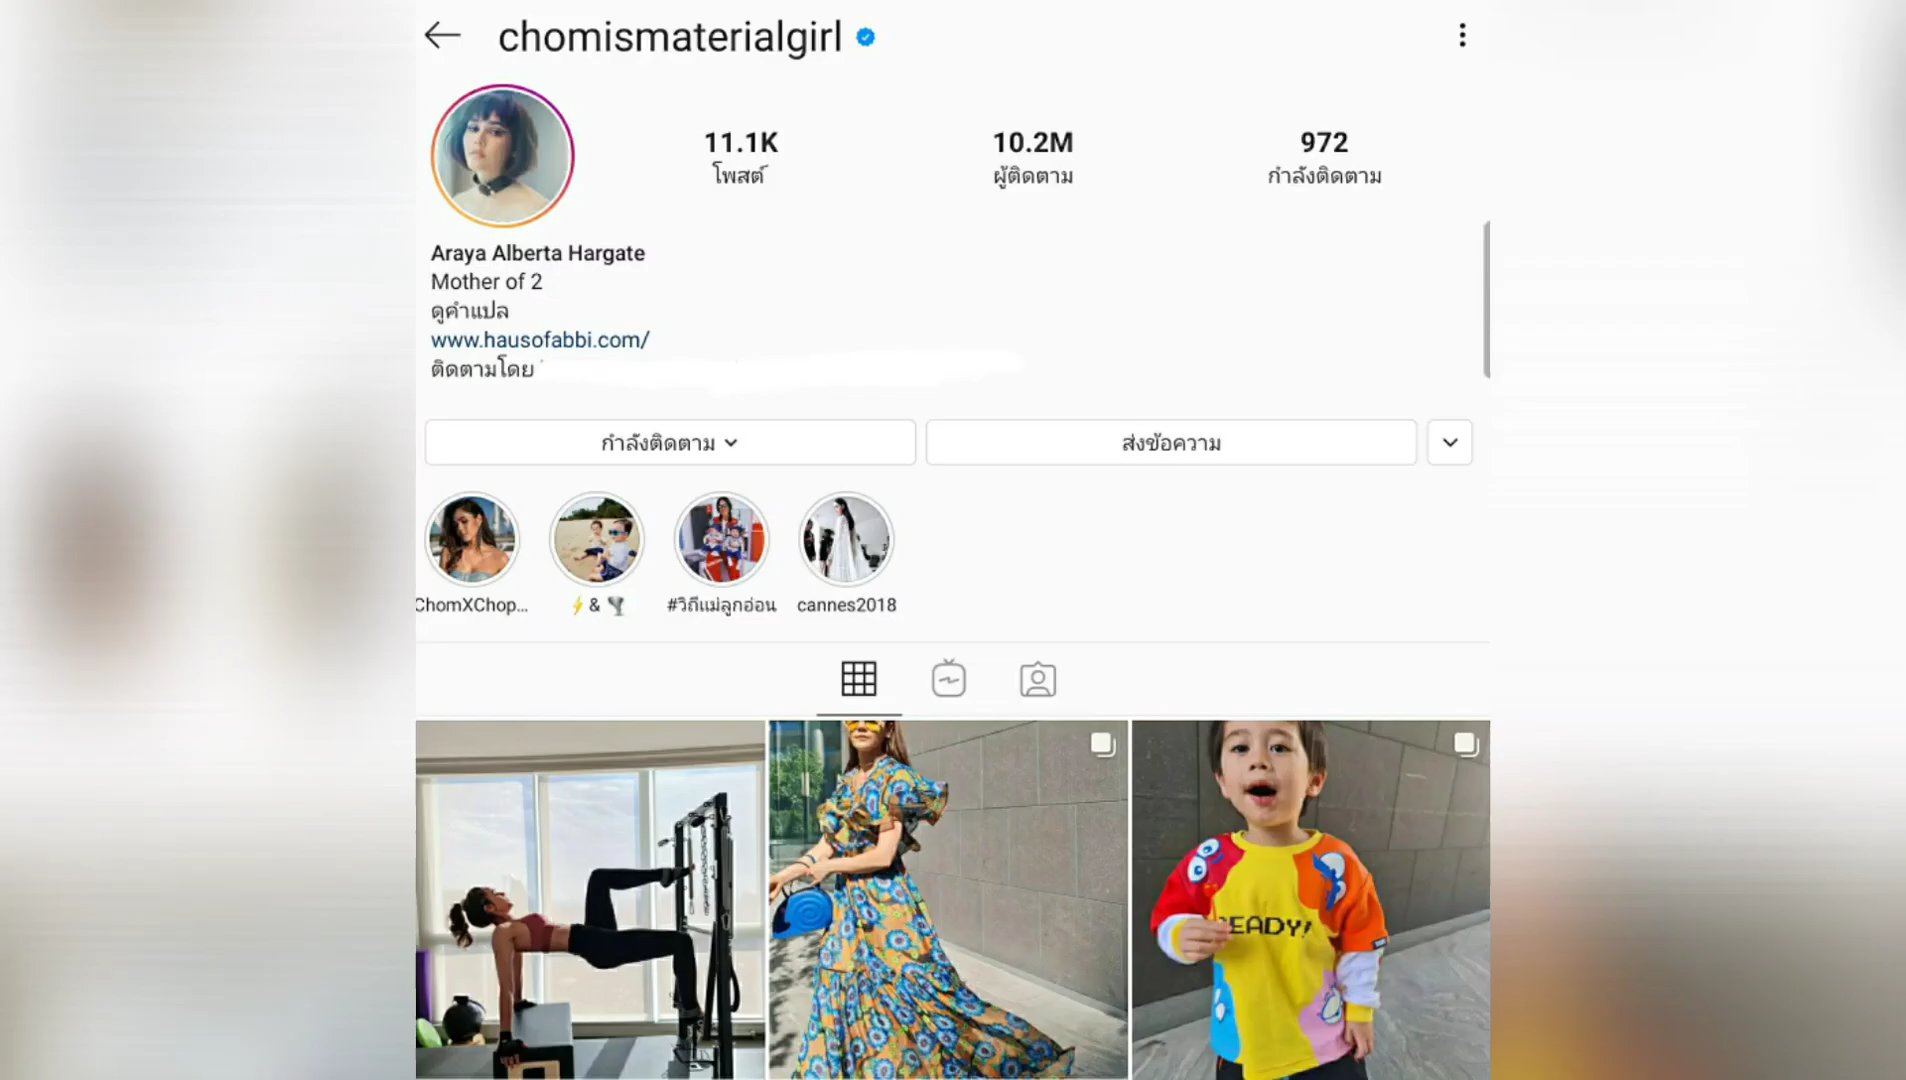 chomismaterialgirl
11.1K
โพสต์
10.2M
ผู้ติดตาม
972
กำลังติดตาม
Araya Alberta Hargate
Mother of 2
ดูคำแปล
www.hausofabbi.com/
ติดตามโดย
กำลังติดตาม
ส่งข้อความ
ChomXChop...
⚡ & 🌪
#วิถีแม่ลูกอ่อน
cannes2018
READY!